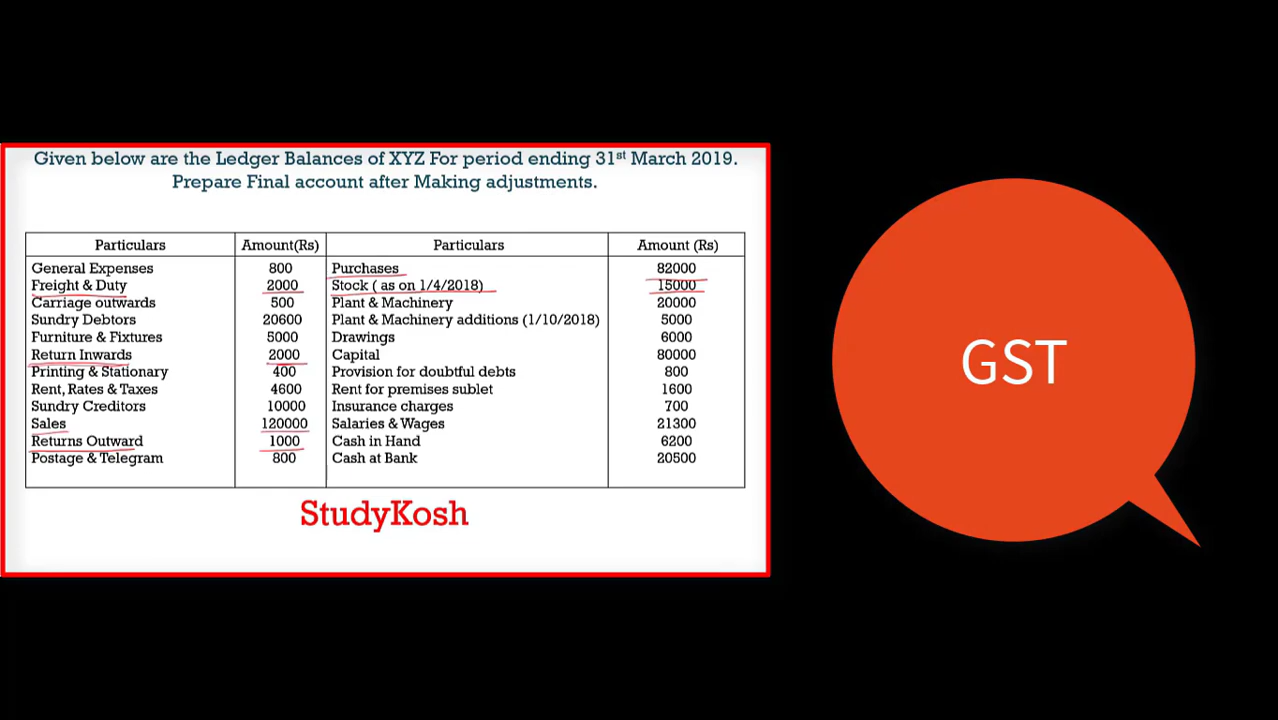 Given below are the Ledger Balances of XYZ For period ending 31st March 2019.
Prepare Final account after Making adjustments.
Particulars Amount(Rs) Particulars Amount (Rs)
General Expenses 800 Purchases 82000
Freight & Duty 2000 Stock ( as on 1/4/2018) 15000
Carriage outwards 500 Plant & Machinery 20000
Sundry Debtors 20600 Plant & Machinery additions (1/10/2018) 5000
Furniture & Fixtures 5000 Drawings 6000
Return Inwards 2000 Capital 80000
Printing & Stationary 400 Provision for doubtful debts 800
Rent, Rates & Taxes 4600 Rent for premises sublet 1600
Sundry Creditors 10000 Insurance charges 700
Sales 120000 Salaries & Wages 21300
Returns Outward 1000 Cash in Hand 6200
Postage & Telegram 800 Cash at Bank 20500
StudyKosh
GST